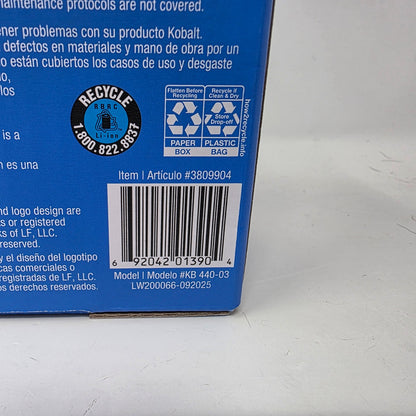 maintenance protocols are not covered.
ener problemas con su producto Kobalt.
defectos en materiales y mano de obra por un
o están cubiertos los casos de uso y desgaste
o,
los
RECYCLE
RBRC
Li-ion
1.800.822.8837
Flatten Before
Recycling
PAPER
BOX
Recycle if
Clean & Dry
Store
Drop-off
PLASTIC
BAG
how2recycle.info
is a
n es una
Item | Artículo #3809904
nd logo design are
s or registered
ks of LF, LLC.
eserved.
y el diseño del logotipo
cas comerciales o
registradas de LF, LLC.
os derechos reservados.
6 92042 01390 4
Model | Modelo #KB 440-03
LW200066-092025